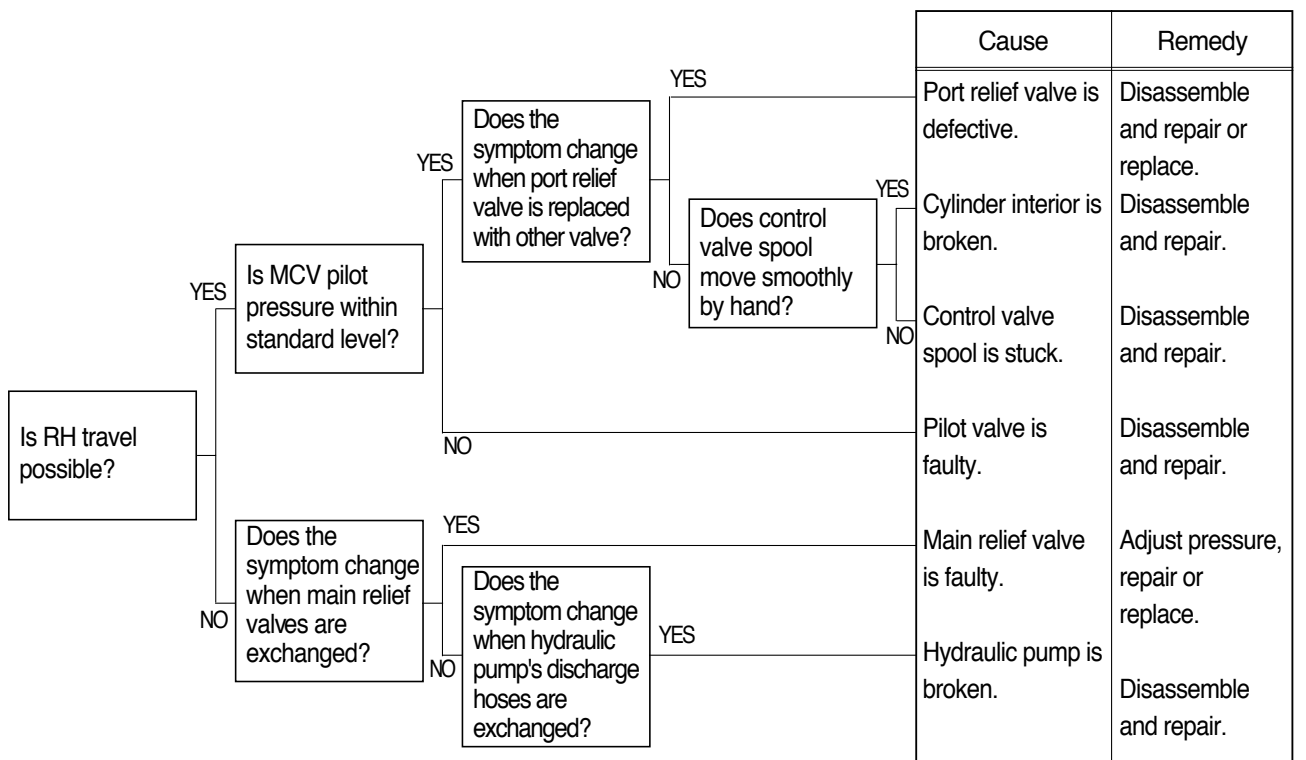 Is RH travel
possible?
YES
Is MCV pilot
pressure within
standard level?
YES
Does the
symptom change
when port relief
valve is replaced
with other valve?
YES
NO
Does control
valve spool
move smoothly
by hand?
YES
NO
NO
NO
Does the
symptom change
when main relief
valves are
exchanged?
YES
NO
Does the
symptom change
when hydraulic
pump's discharge
hoses are
exchanged?
YES
Cause
Remedy
Port relief valve is
defective.
Disassemble
and repair or
replace.
Cylinder interior is
broken.
Disassemble
and repair.
Control valve
spool is stuck.
Disassemble
and repair.
Pilot valve is
faulty.
Disassemble
and repair.
Main relief valve
is faulty.
Adjust pressure,
repair or
replace.
Hydraulic pump is
broken.
Disassemble
and repair.